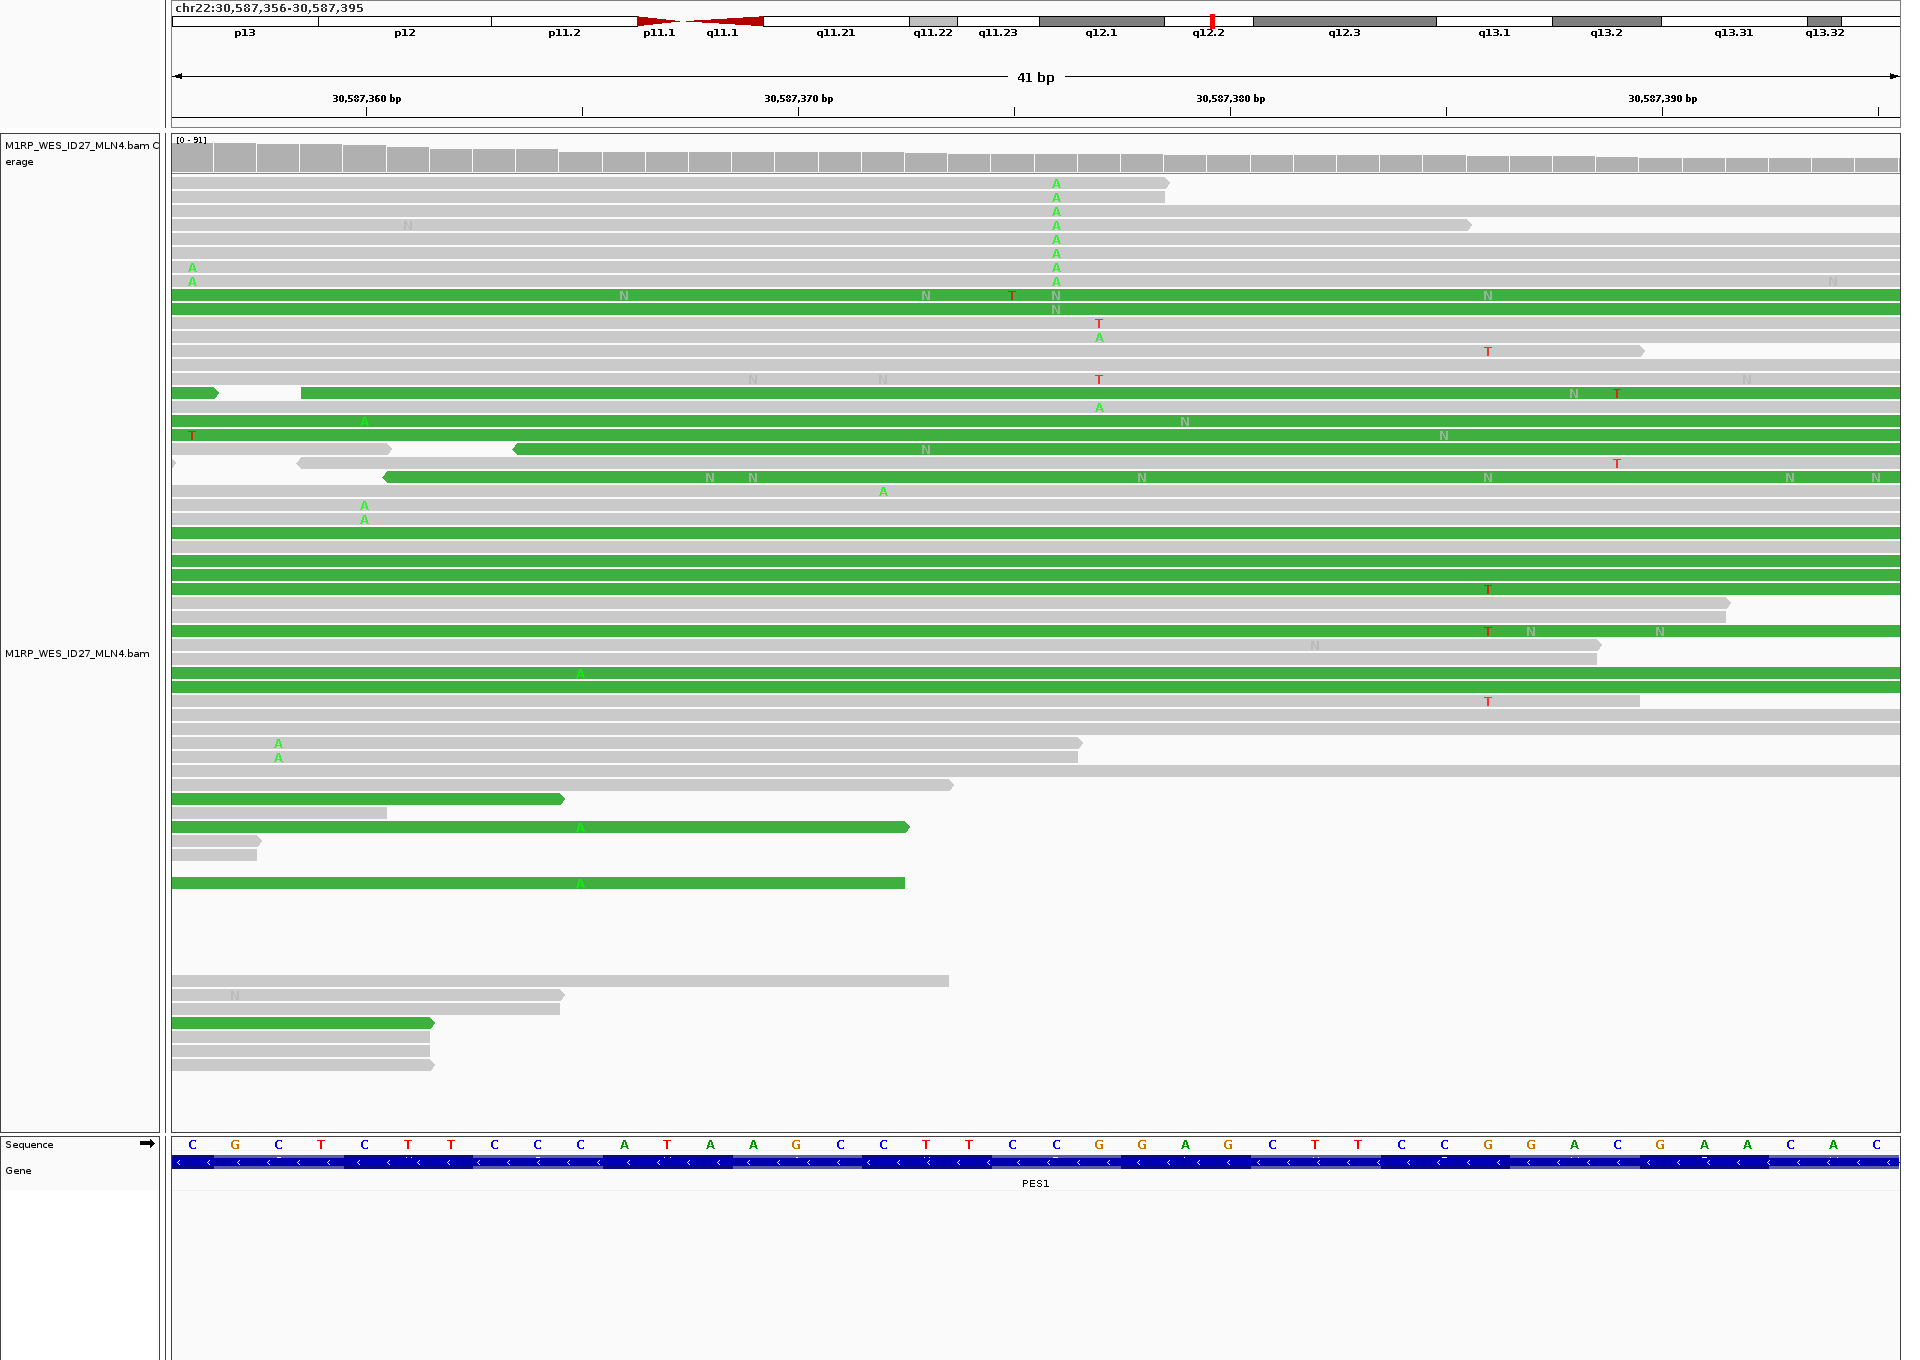 chr22:30,587,356-30,587,395
p13 p12 p11.2 p11.1 q11.1 q11.21 q11.22 q11.23 q12.1 q12.2 q12.3 q13.1 q13.2 q13.31 q13.32
41 bp
30,587,360 bp 30,587,370 bp 30,587,380 bp 30,587,390 bp
[0 - 91]
M1RP_WES_ID27_MLN4.bam C
erage
A
A
A
N A
A
A
A A
A A N
N N T N N
N
T
A
T
N N T N
N T
A
A N
T N
N
T
N N N N N N
A
A
A
T
T N N
M1RP_WES_ID27_MLN4.bam
N
A
T
A
A
A
A
N
Sequence C G C T C T T C C C A T A A G C C T T C C G G A G C T T C C G G A C G A A C A C
Gene
PES1